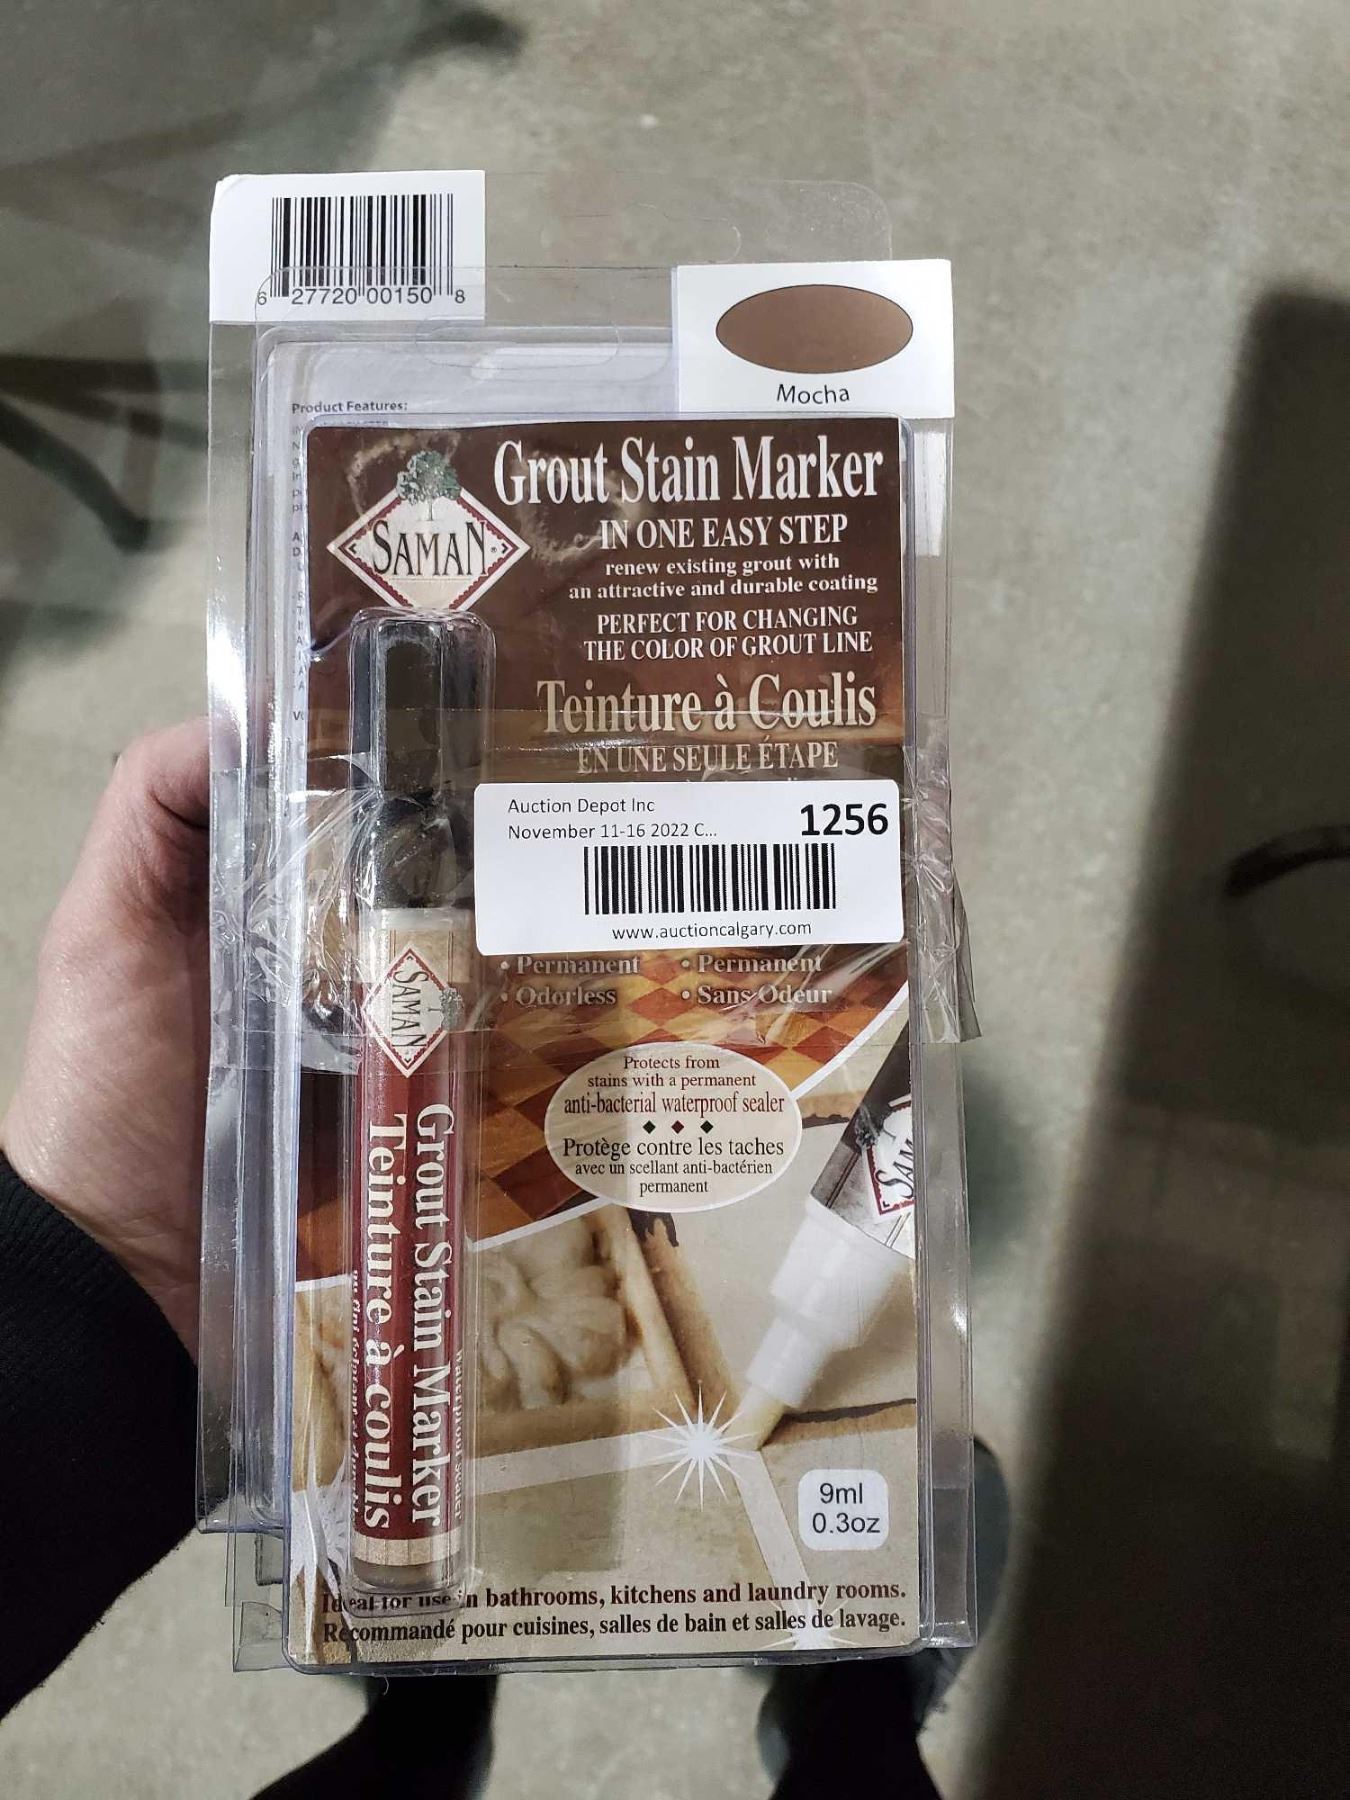 6 27720 00150 8
Mocha
Product Features:
SAMAN
Grout Stain Marker
IN ONE EASY STEP
renew existing grout with
an attractive and durable coating
PERFECT FOR CHANGING
THE COLOR OF GROUT LINE
Teinture à Coulis
EN UNE SEULE ÉTAPE
Auction Depot Inc
November 11-16 2022 C...
1256
www.auctioncalgary.com
• Permanent • Permanent
• Odorless • Sans Odeur
SAMAN
Grout Stain Marker
Teinture à coulis
Protects from
stains with a permanent
anti-bacterial waterproof sealer
Protège contre les taches
avec un scellant anti-bactérien
permanent
SAM
9ml
0.3oz
Ideal for use in bathrooms, kitchens and laundry rooms.
Recommandé pour cuisines, salles de bain et salles de lavage.